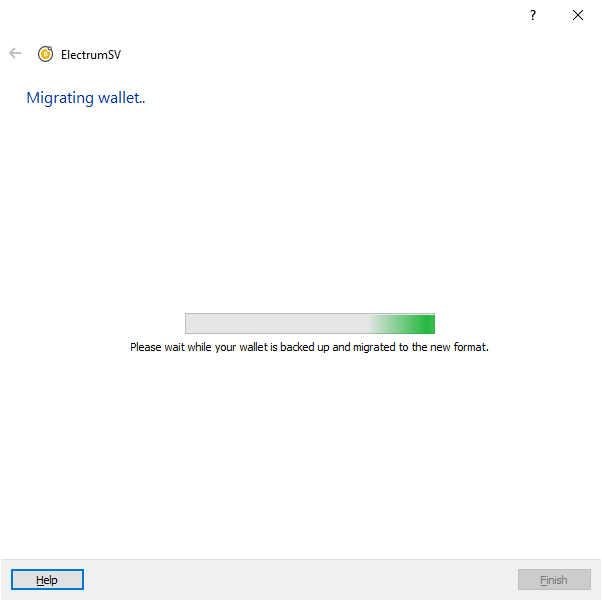 ?
ElectrumSV
Migrating wallet..
Please wait while your wallet is backed up and migrated to the new format.
Help
Finish